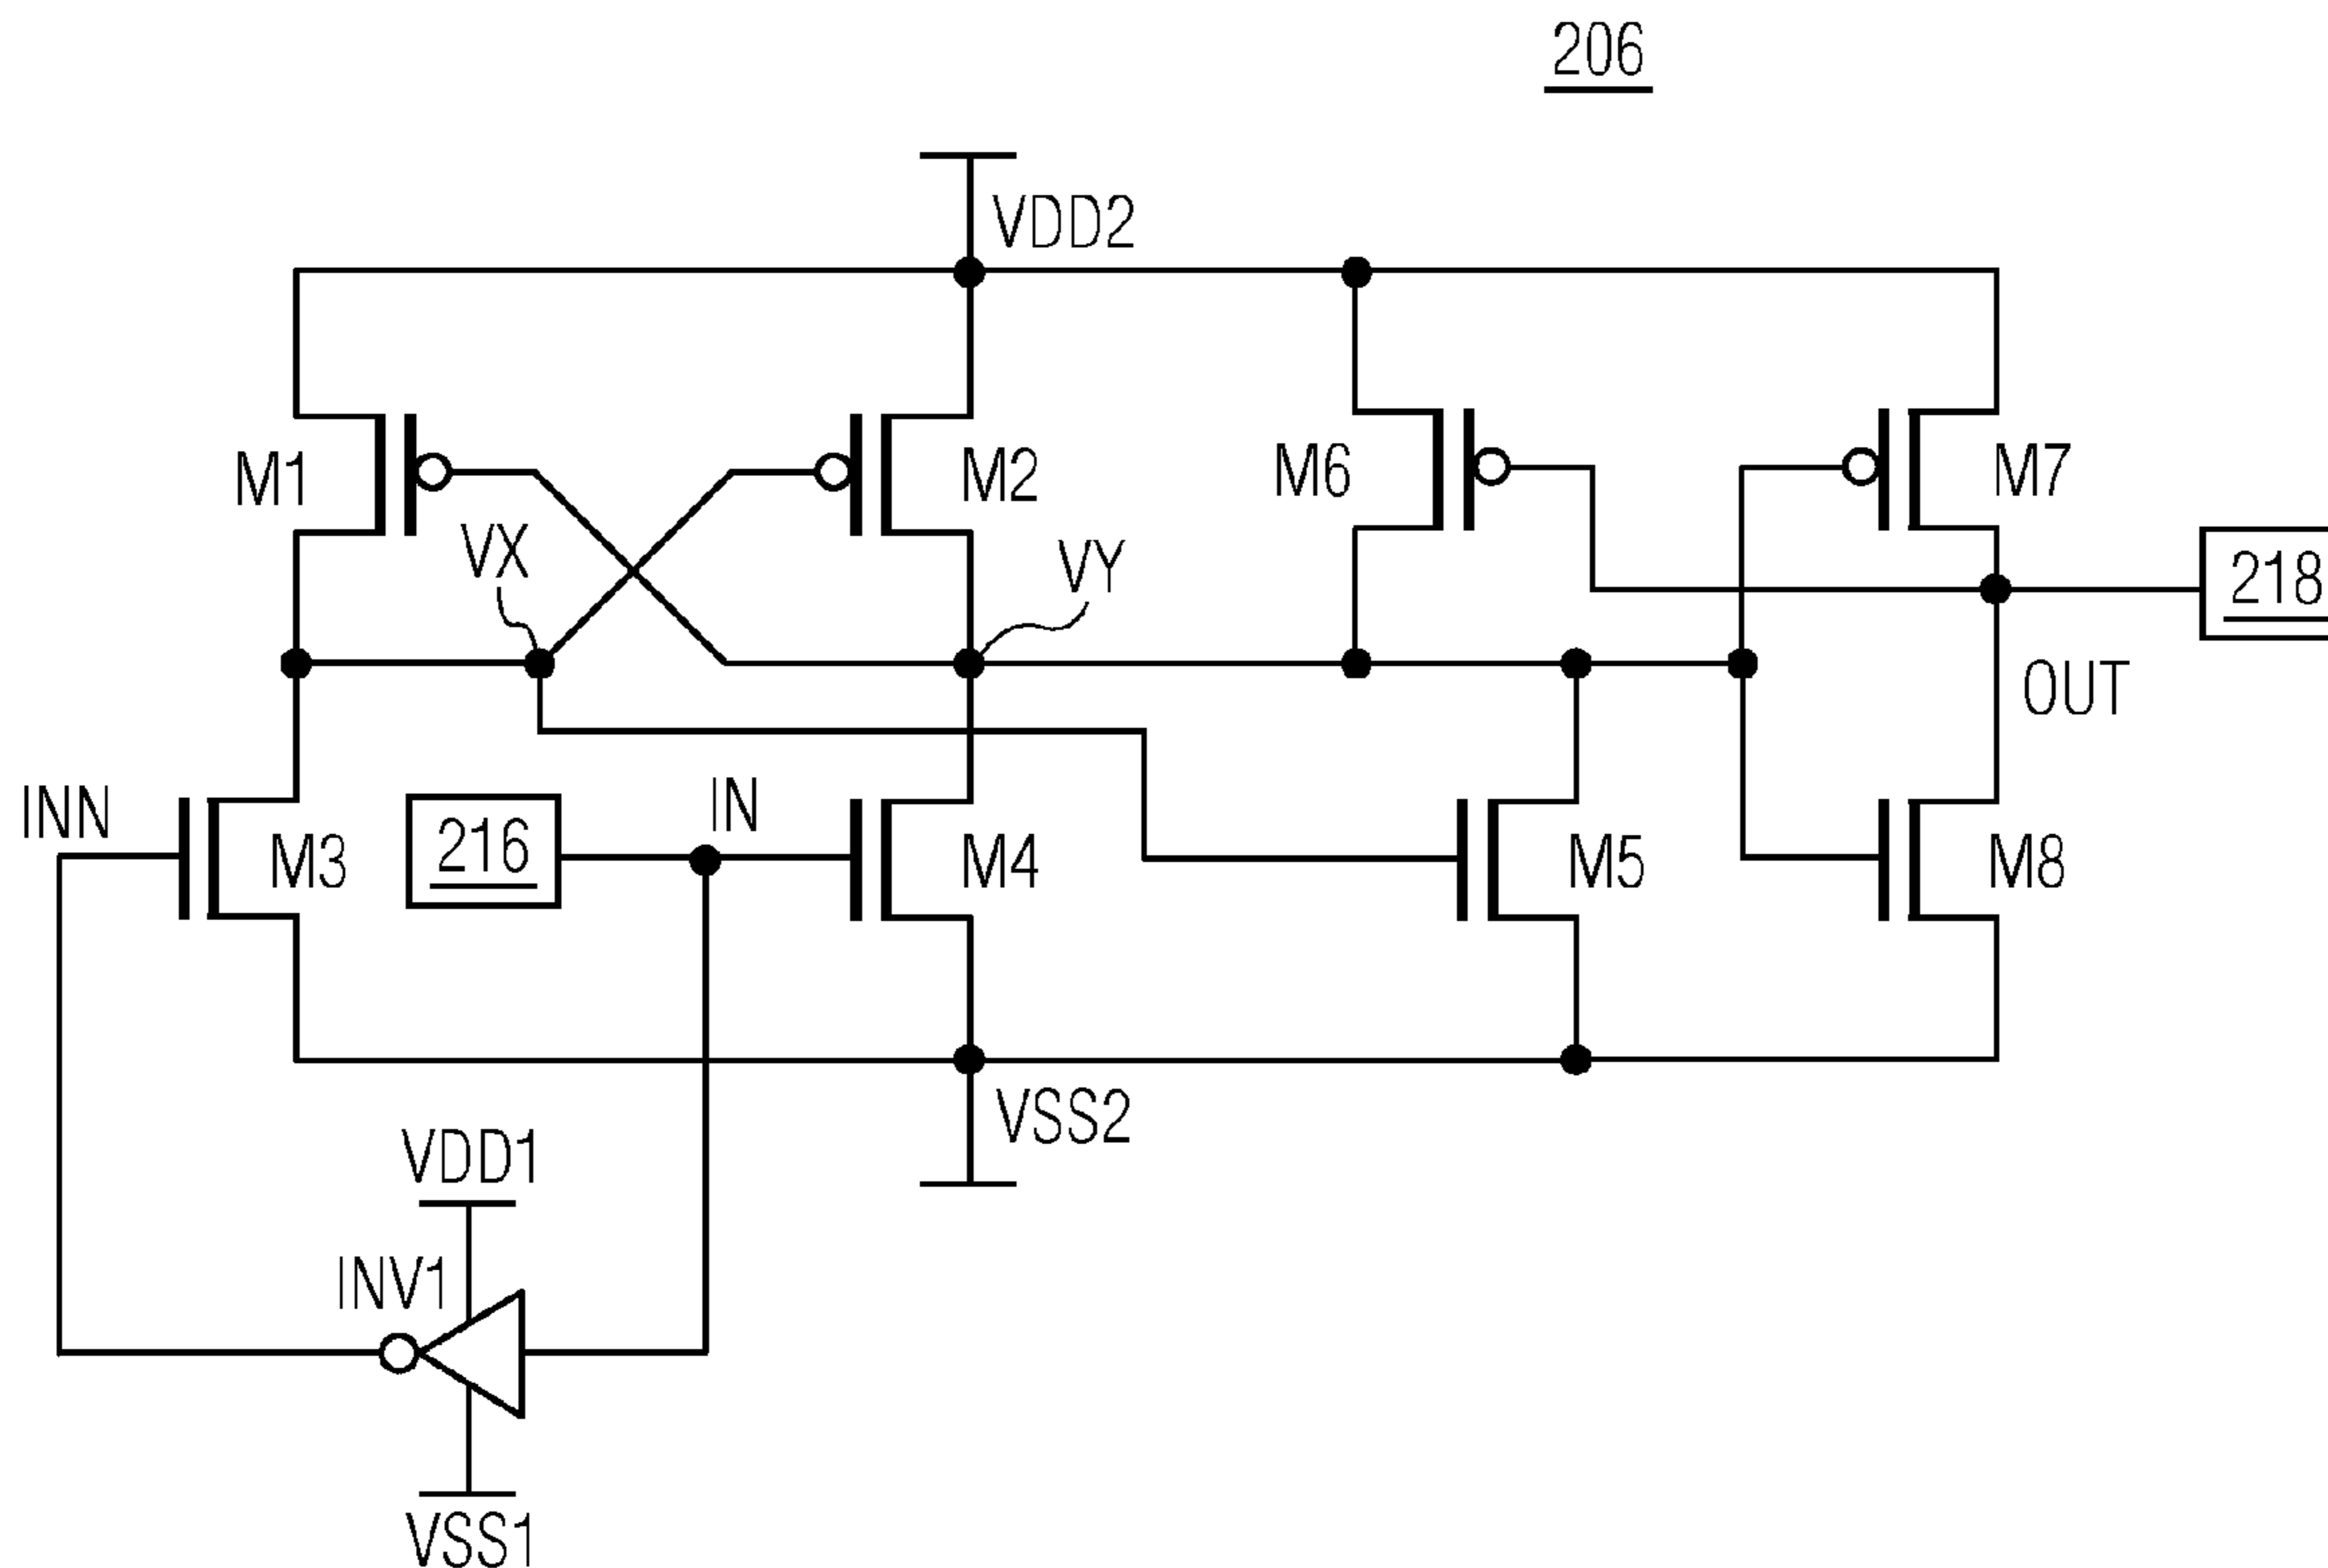 206
VDD2
M1
M2
M6
M7
VX
VY
218
OUT
INN
M3
216
IN
M4
M5
M8
VSS2
VDD1
INV1
VSS1